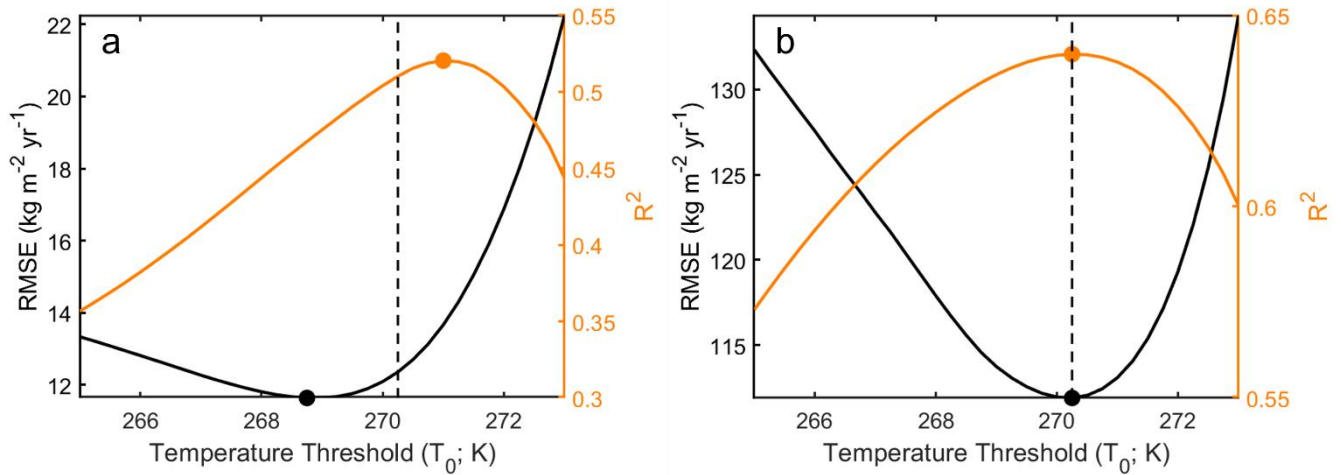 a
22
20
18
16
14
12
RMSE (kg m⁻² yr⁻¹)
0.55
0.5
0.45
0.4
0.35
0.3
R²
266 268 270 272
Temperature Threshold (T₀; K)
b
130
125
120
115
RMSE (kg m⁻² yr⁻¹)
0.65
0.6
0.55
R²
266 268 270 272
Temperature Threshold (T₀; K)